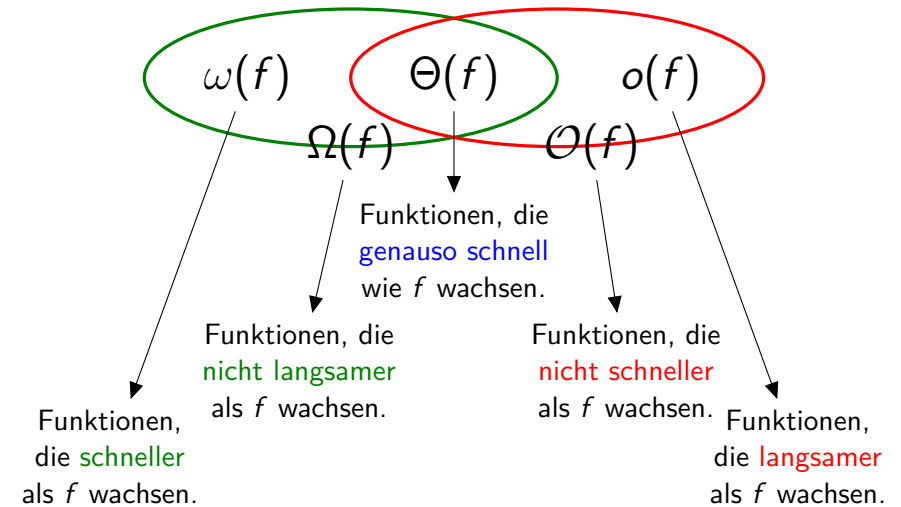 ω(f)
Θ(f)
o(f)
Ω(f)
𝒪(f)
Funktionen, die
genauso schnell
wie f wachsen.
Funktionen, die
nicht langsamer
als f wachsen.
Funktionen, die
nicht schneller
als f wachsen.
Funktionen,
die schneller
als f wachsen.
Funktionen,
die langsamer
als f wachsen.